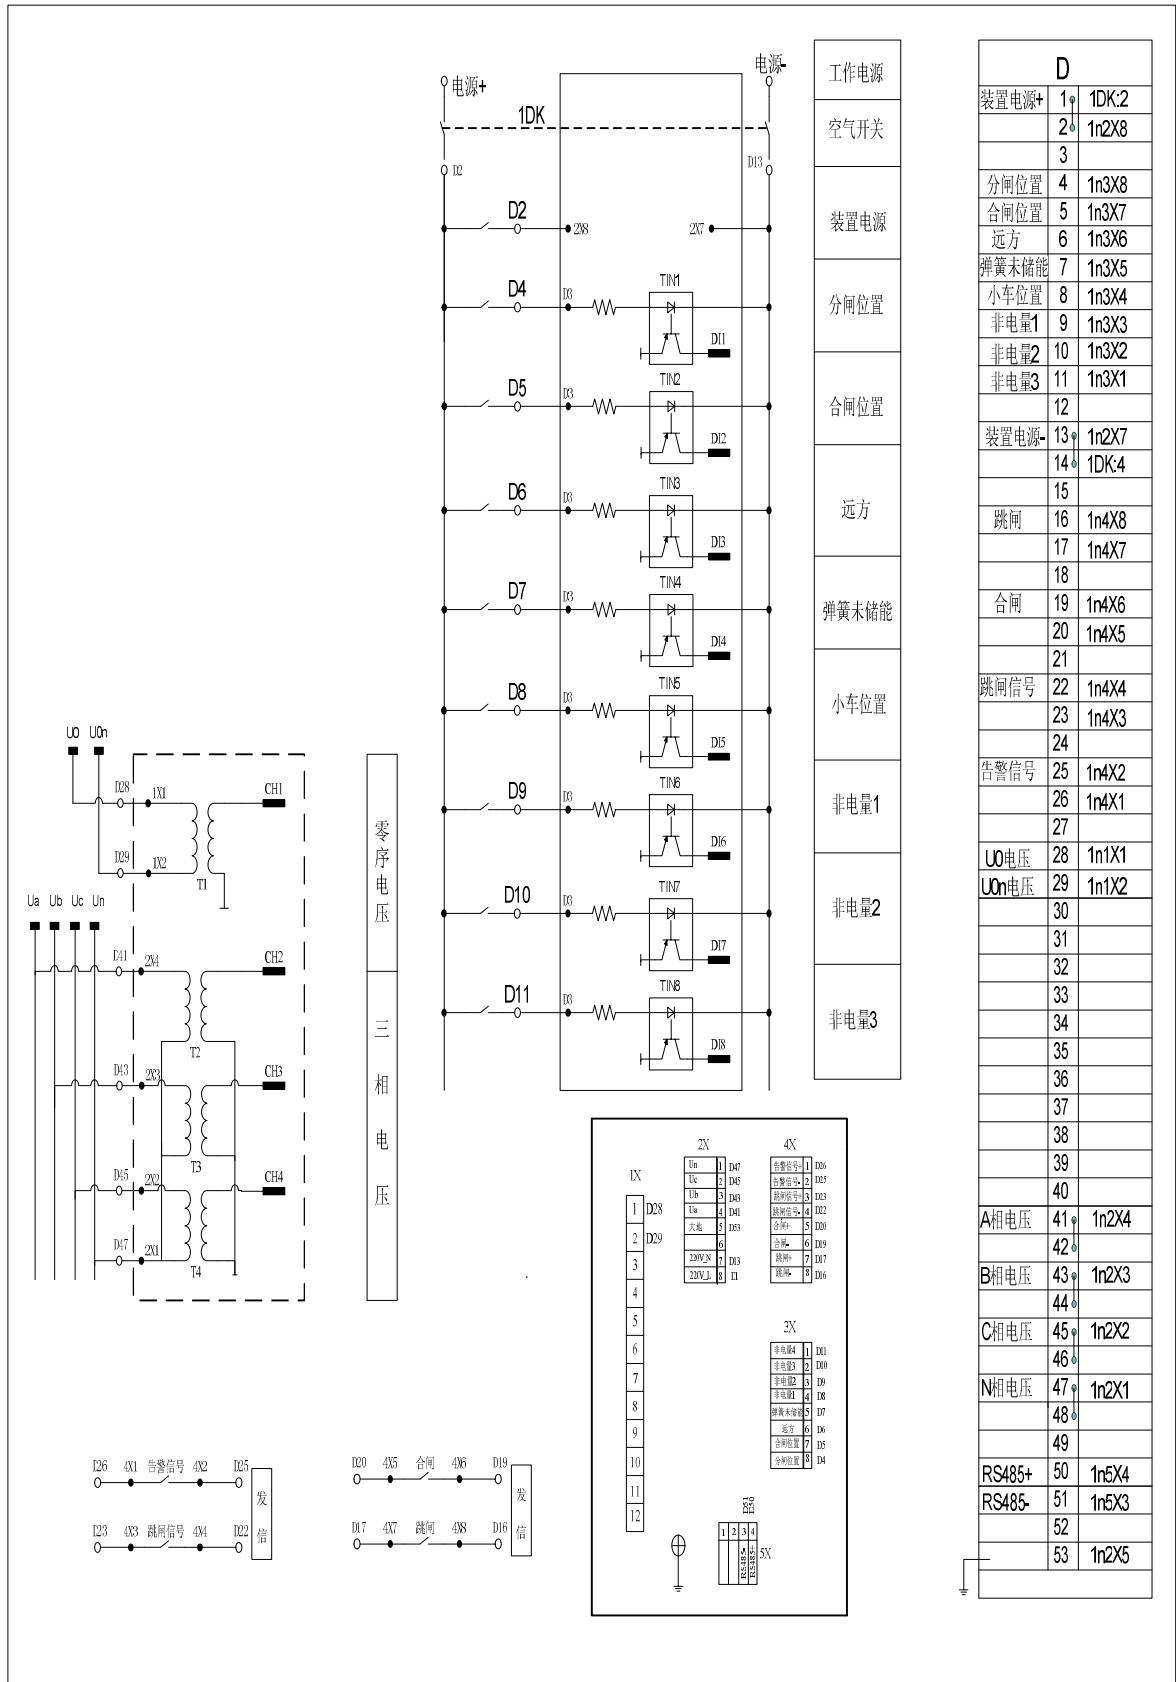 电源+
电源-
1DK
D2
D13
D2
2X8
2X7
D4
D3
TIN1
DI1
D5
D3
TIN2
DI2
D6
D3
TIN3
DI3
D7
D3
TIN4
DI4
D8
D3
TIN5
DI5
D9
D3
TIN6
DI6
D10
D3
TIN7
DI7
D11
D3
TIN8
DI8
工作电源
空气开关
装置电源
分闸位置
合闸位置
远方
弹簧未储能
小车位置
非电量1
非电量2
非电量3
D
装置电源+ 1 1DK:2
2 1n2X8
3
分闸位置 4 1n3X8
合闸位置 5 1n3X7
远方 6 1n3X6
弹簧未储能 7 1n3X5
小车位置 8 1n3X4
非电量1 9 1n3X3
非电量2 10 1n3X2
非电量3 11 1n3X1
12
装置电源- 13 1n2X7
14 1DK:4
15
跳闸 16 1n4X8
17 1n4X7
18
合闸 19 1n4X6
20 1n4X5
21
跳闸信号 22 1n4X4
23 1n4X3
24
告警信号 25 1n4X2
26 1n4X1
27
U0电压 28 1n1X1
U0n电压 29 1n1X2
30
31
32
33
34
35
36
37
38
39
40
A相电压 41 1n2X4
42
B相电压 43 1n2X3
44
C相电压 45 1n2X2
46
N相电压 47 1n2X1
48
49
RS485+ 50 1n5X4
RS485- 51 1n5X3
52
53 1n2X5
U0 U0n
D28 1X1 CH1
D29 1X2 T1
Ua Ub Uc Un
D41 2X4 CH2
T2
D43 2X3 CH3
T3
D45 2X2 CH4
D47 2X1 T4
零序电压
三相电压
1X
1 D28
2 D29
3
4
5
6
7
8
9
10
11
12
2X
Un 1 D47
Uc 2 D45
Ub 3 D43
Ua 4 D41
大地 5 D53
6
220V_N 7 D13
220V_L 8
4X
告警信号+ 1 D26
告警信号- 2 D25
跳闸信号+ 3 D23
跳闸信号- 4 D22
合闸+ 5 D20
合闸- 6 D19
跳闸+ 7 D17
跳闸- 8 D16
3X
非电量4 1 D11
非电量3 2 D10
非电量2 3 D9
非电量1 4 D8
弹簧未储能 5 D7
远方 6 D6
合闸位置 7 D5
分闸位置 8 D4
D51
D50
1 2 3 4
RS485-
RS485+
5X
D26 4X1 告警信号 4X2 D25
D23 4X3 跳闸信号 4X4 D22
发信
D20 4X5 合闸 4X6 D19
D17 4X7 跳闸 4X8 D16
发信